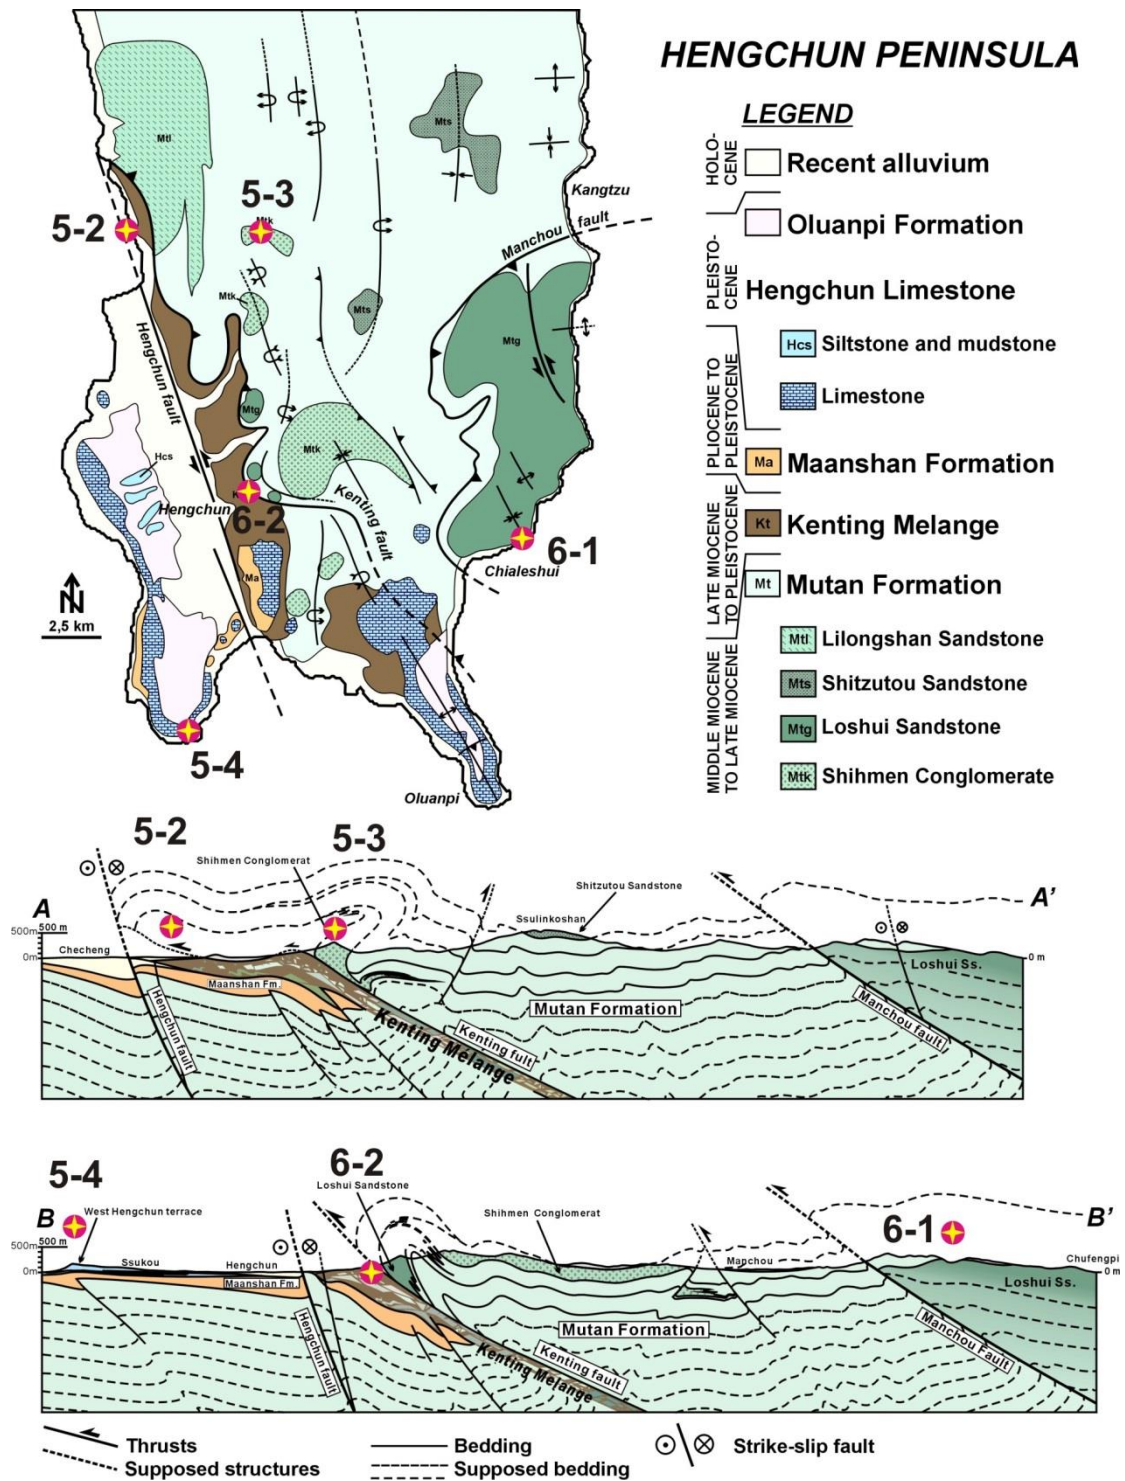 HENGCHUN PENINSULA
LEGEND
HOLO-
CENE
Recent alluvium
PLEISTO-
CENE
Oluanpi Formation
Hengchun Limestone
Hcs Siltstone and mudstone
Limestone
PLIOCENE TO
PLEISTOCENE
Ma Maanshan Formation
LATE MIOCENE
TO PLEISTOCENE
Kt Kenting Melange
MIDDLE MIOCENE
TO LATE MIOCENE
Mt Mutan Formation
Mtl Lilongshan Sandstone
Mts Shitzutou Sandstone
Mtg Loshui Sandstone
Mtk Shihmen Conglomerate
Mtl
Mts
5-3
Mtk
5-2
Kangtzu
Manchou fault
Mtk
Mts
Hengchun fault
Mtg
Mtg
Mtk
Hcs
Hengchun
6-2
Kenting fault
6-1
Chialeshui
Ma
N
2,5 km
5-4
Oluanpi
5-2
5-3
Shihmen Conglomerat
Shitzutou Sandstone
Ssulinkoshan
A
A'
500m 500 m
Checheng
0m
0 m
Loshui Ss.
Maanshan Fm.
Hengchun fault
Kenting Melange
Kenting fult
Mutan Formation
Manchou fault
5-4
6-2
Loshui Sandstone
Shihmen Conglomerat
6-1
B
B'
West Hengchun terrace
500m 500 m
Ssukou
Hengchun
Manchou
Chufengpi
0m
0 m
Maanshan Fm.
Loshui Ss.
Hengchun fault
Kenting Melange
Kenting fault
Mutan Formation
Manchou Fault
Thrusts
Bedding
Strike-slip fault
Supposed structures
Supposed bedding